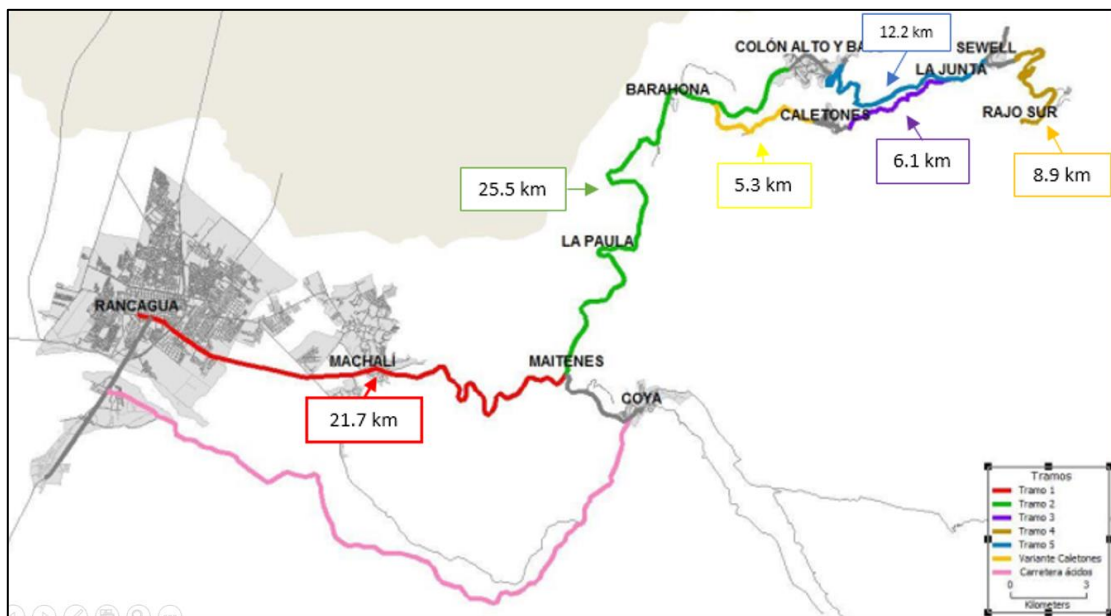 12.2 km
COLÓN ALTO Y
SEWELL
LA JUNTA
BARAHONA
CALETONES
RAJO SUR
6.1 km
8.9 km
5.3 km
25.5 km
LA PAULA
RANCAGUA
MACHALÍ
MAITENES
COYA
21.7 km
Tramos
Tramo 1
Tramo 2
Tramo 3
Tramo 4
Tramo 5
Variante Caletones
Carretera ácidos
0 3
Kilometers